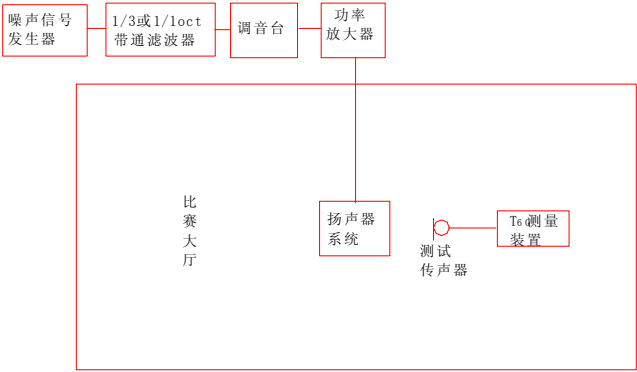 噪声信号
发生器
1/3或1/1oct
带通滤波器
调音台
功率
放大器
比
赛
大
厅
扬声器
系统
测试
传声器
T60测量
装置